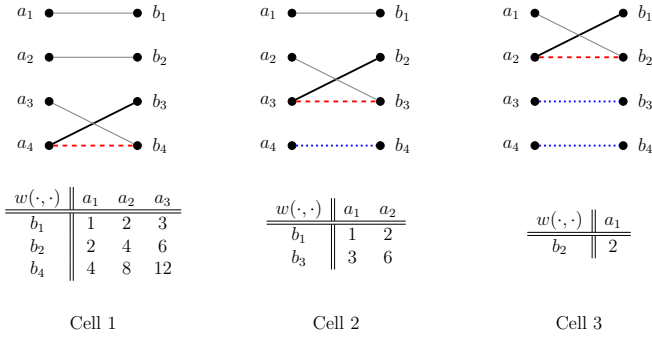 a₁ b₁ a₁ b₁ a₁ b₁
a₂ b₂ a₂ b₂ a₂ b₂
a₃ b₃ a₃ b₃ a₃ b₃
a₄ b₄ a₄ b₄ a₄ b₄
w(·,·) a₁ a₂ a₃
b₁ 1 2 3
b₂ 2 4 6
b₄ 4 8 12
w(·,·) a₁ a₂
b₁ 1 2
b₃ 3 6
w(·,·) a₁
b₂ 2
Cell 1 Cell 2 Cell 3